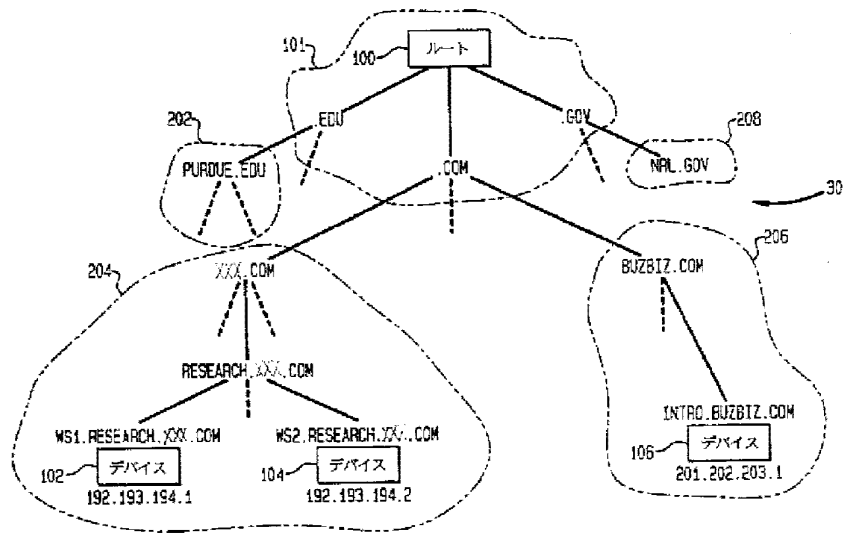 101
100
ルート
202
.EDU
.GOV
208
PURDUE.EDU
.COM
NRL.GOV
30
204
XXX.COM
BUZBIZ.COM
206
RESEARCH.XXX.COM
WS1.RESEARCH.XXX.COM
WS2.RESEARCH.XXX.COM
INTRO.BUZBIZ.COM
102
デバイス
104
デバイス
106
デバイス
192.193.194.1
192.193.194.2
201.202.203.1